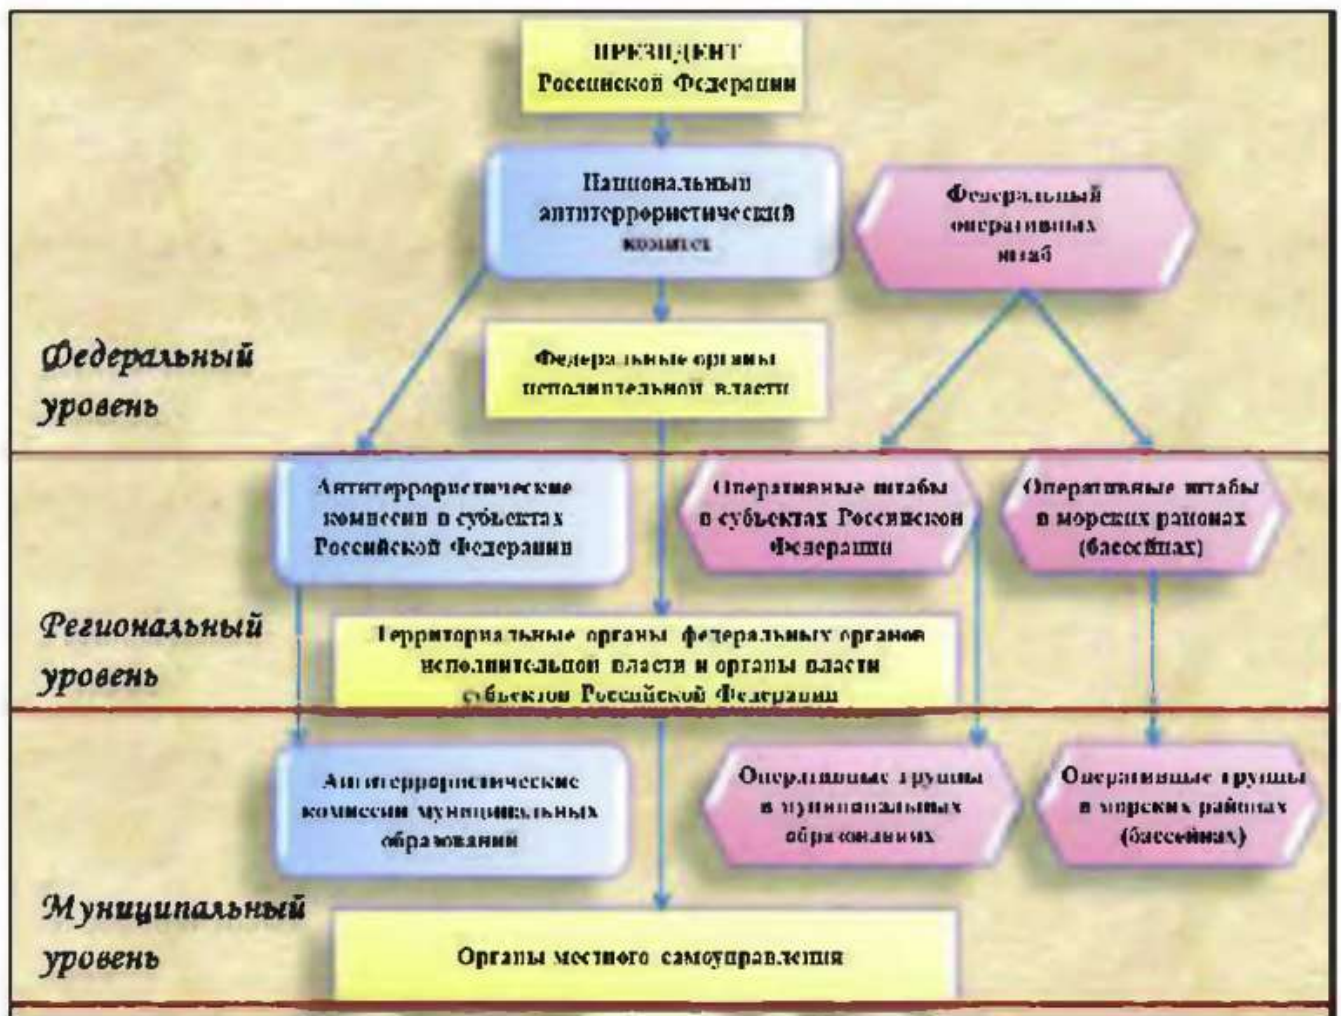 ПРЕЗИДЕНТ
Российской Федерации
Национальный
антитеррористический
комитет
Федеральный
оперативных
штаб
Федеральный
уровень
Федеральные органы
исполнительной власти
Антитеррористические
комиссии в субъектах
Российской Федерации
Оперативные штабы
в субъектах Российской
Федерации
Оперативные штабы
в морских районах
(бассейнах)
Региональный
уровень
Территориальные органы федеральных органов
исполнительной власти и органы власти
субъектов Российской Федерации
Антитеррористические
комиссии муниципальных
образований
Оперативные группы
в муниципальных
образованиях
Оперативные группы
в морских районах
(бассейнах)
Муниципальный
уровень
Органы местного самоуправления